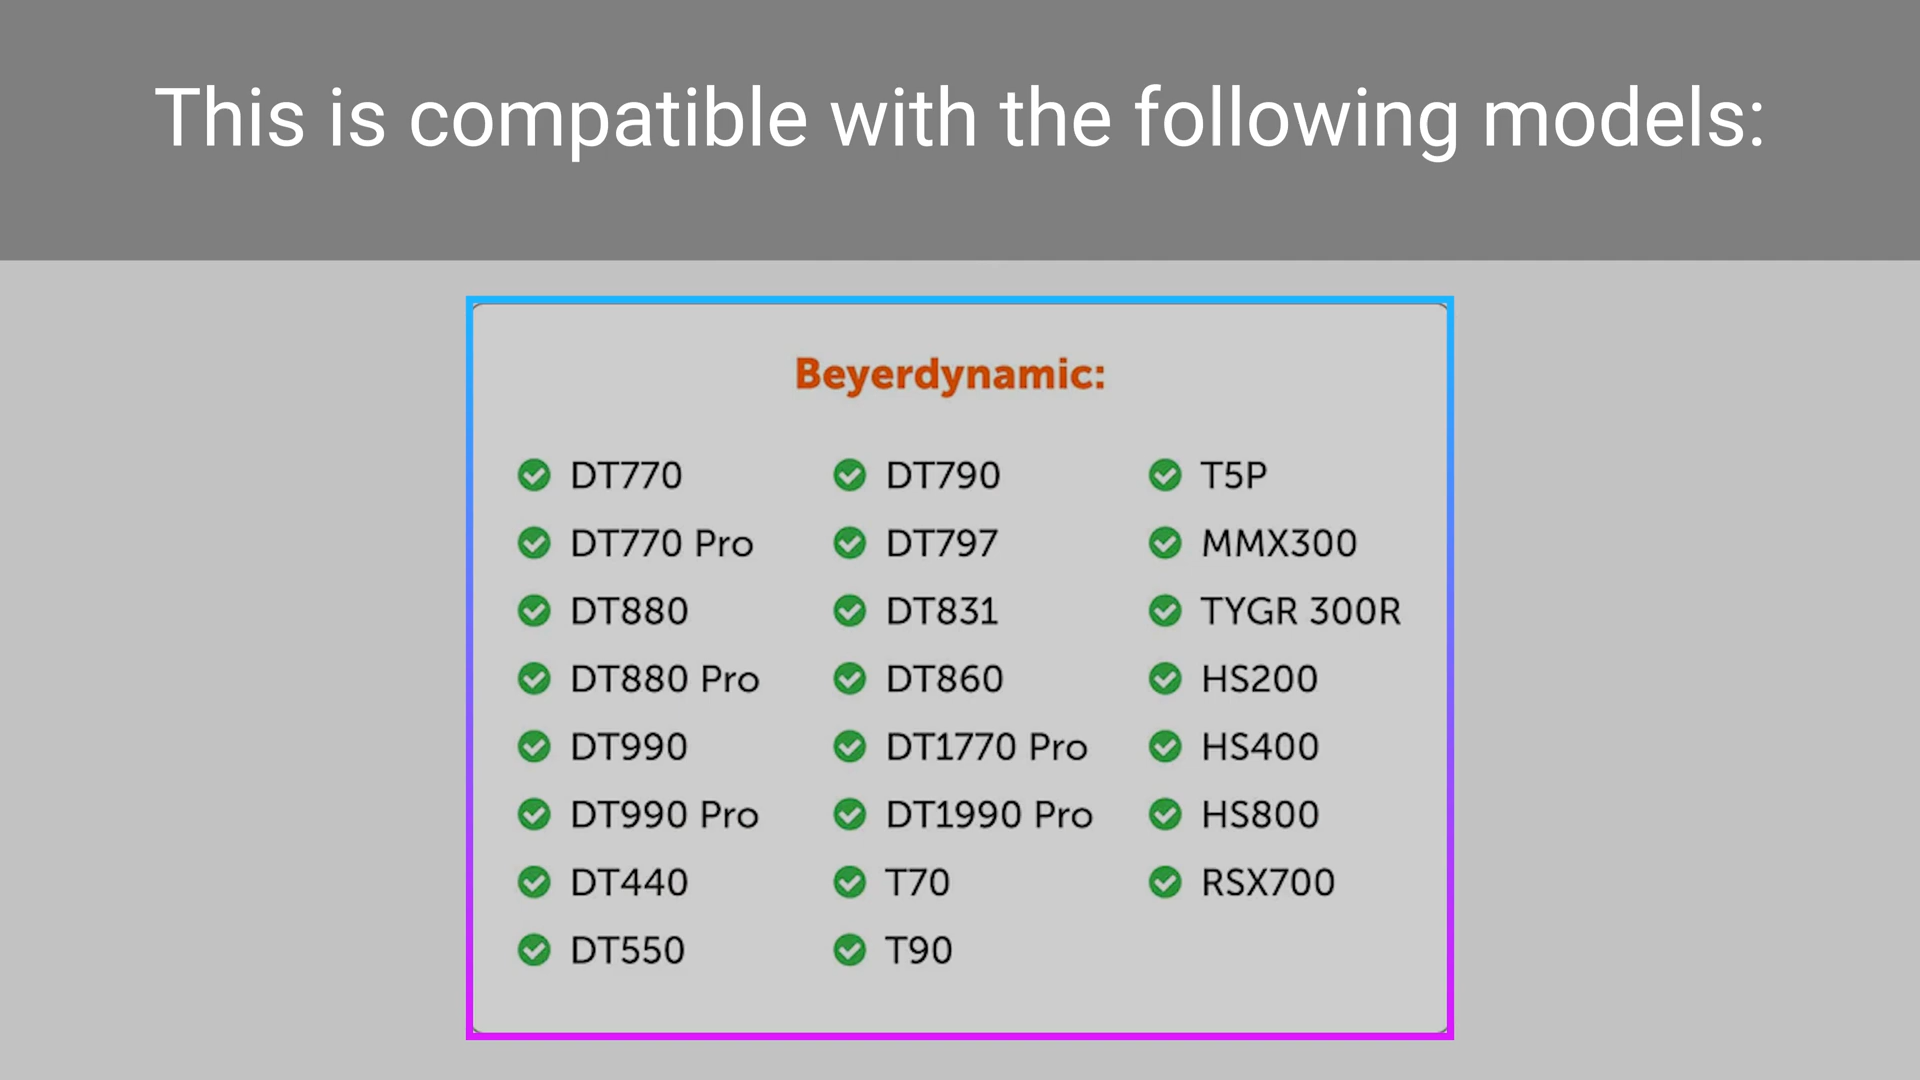 This is compatible with the following models:
Beyerdynamic:
DT770
DT770 Pro
DT880
DT880 Pro
DT990
DT990 Pro
DT440
DT550
DT790
DT797
DT831
DT860
DT1770 Pro
DT1990 Pro
T70
T90
T5P
MMX300
TYGR 300R
HS200
HS400
HS800
RSX700